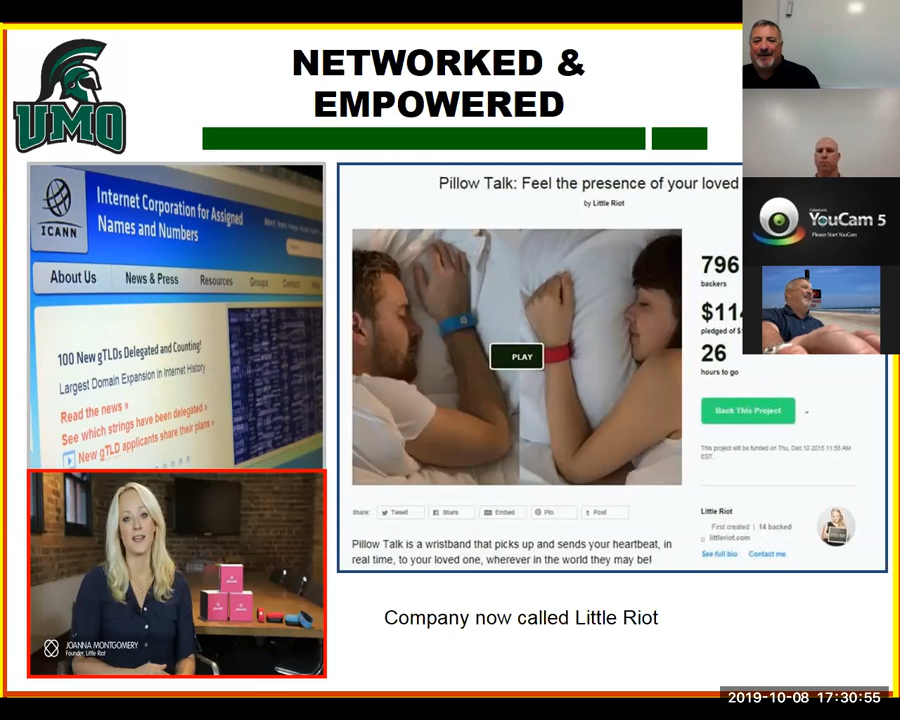 NETWORKED &
EMPOWERED
UMO
ICANN
Internet Corporation for Assigned
Names and Numbers
About Us
News & Press
Resources
Groups
Contact
100 New gTLDs Delegated and Counting!
Largest Domain Expansion in Internet History
Read the news »
See which strings have been delegated »
New gTLD applicants share their plans »
JOANNA MONTGOMERY
Founder, Little Riot
Pillow Talk: Feel the presence of your loved
by Little Riot
PLAY
796
backers
$11
pledged of $
26
hours to go
Back This Project
This project will be funded on Thu, Dec 10 2015 11:55 AM
EST.
Share:
Tweet
Share
Embed
Pin
Post
Pillow Talk is a wristband that picks up and sends your heartbeat, in
real time, to your loved one, wherever in the world they may be!
Little Riot
First created | 14 backed
littleriot.com
See full bio
Contact me
Company now called Little Riot
YouCam 5
Please Start YouCam
2019-10-08 17:30:55